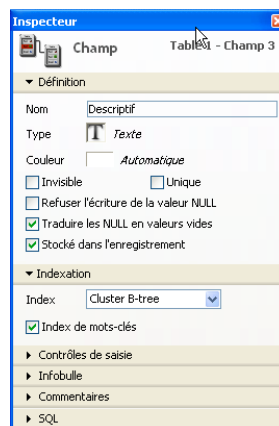 Inspecteur
Champ
Table1 - Champ 3
Définition
Nom
Descriptif
Type
T Texte
Couleur
Automatique
Invisible
Unique
Refuser l'écriture de la valeur NULL
Traduire les NULL en valeurs vides
Stocké dans l'enregistrement
Indexation
Index
Cluster B-tree
Index de mots-clés
Contrôles de saisie
Infobulle
Commentaires
SQL